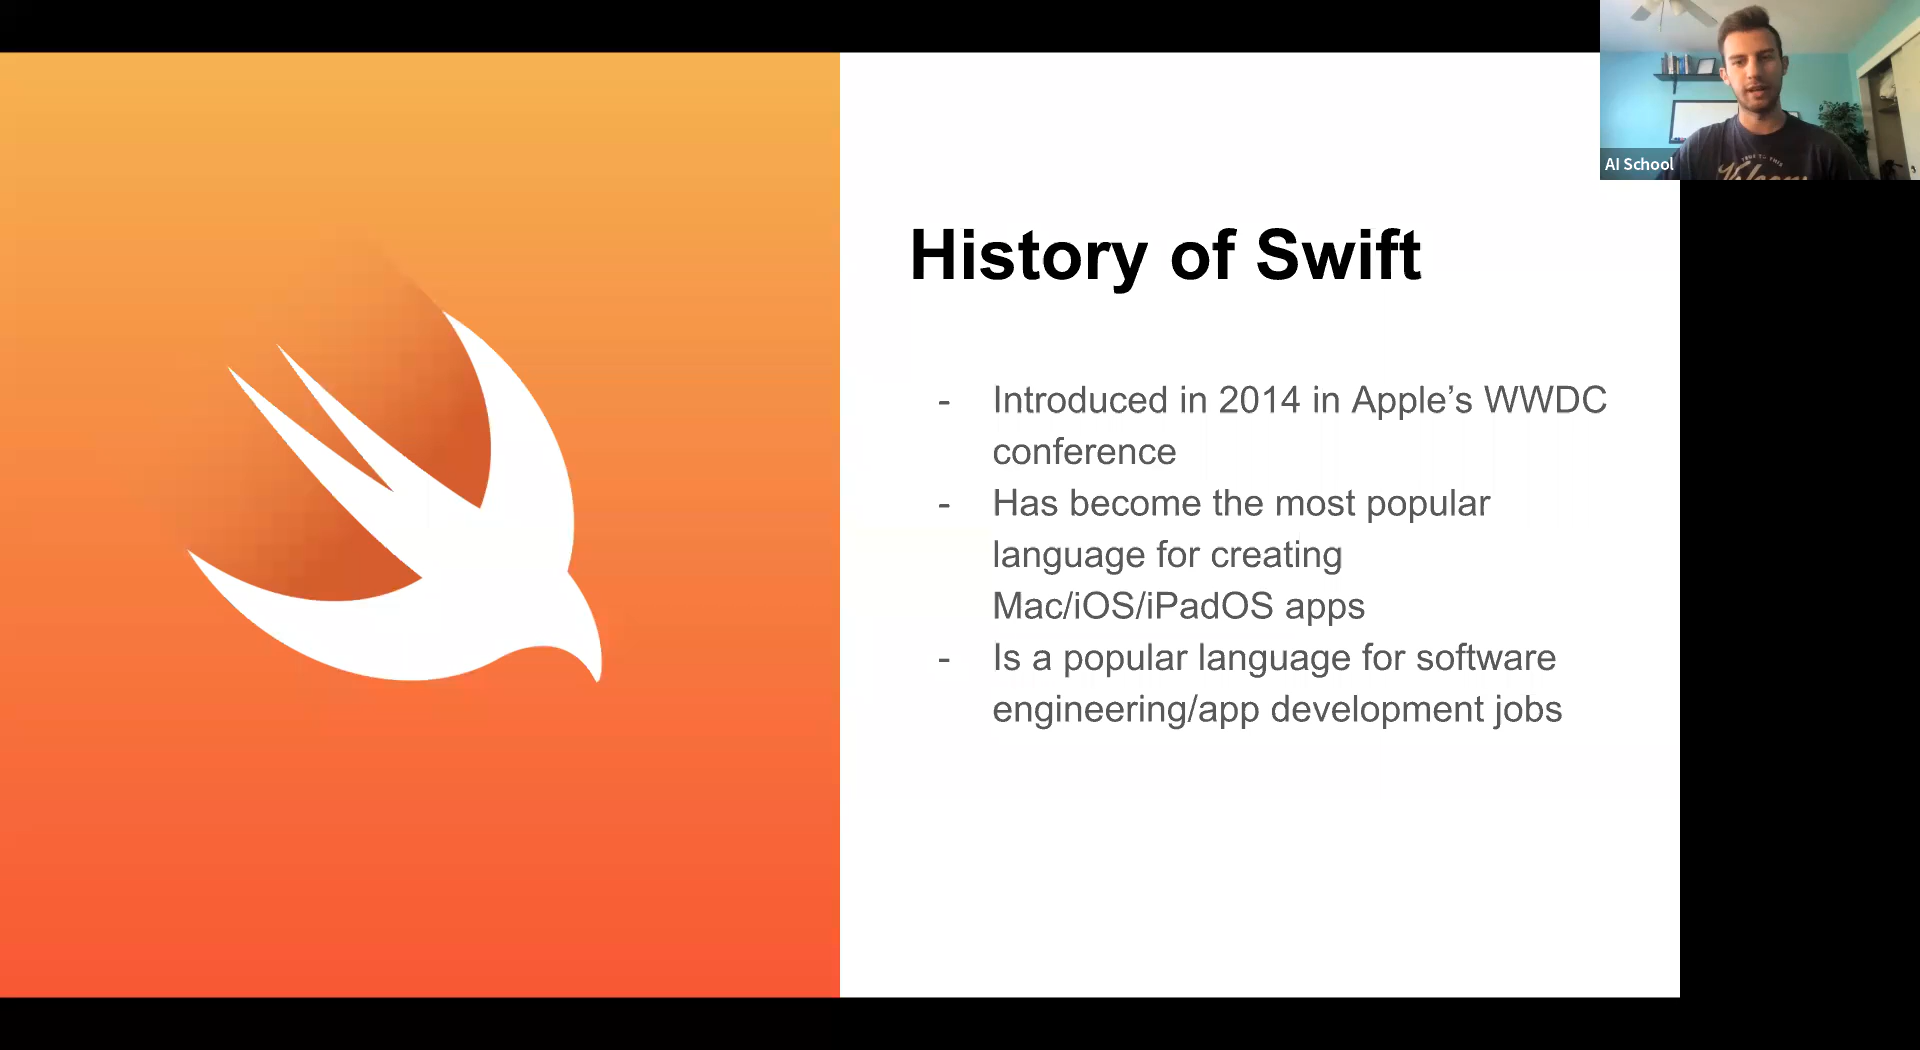 AI School
History of Swift
- Introduced in 2014 in Apple’s WWDC
conference
- Has become the most popular
language for creating
Mac/iOS/iPadOS apps
- Is a popular language for software
engineering/app development jobs